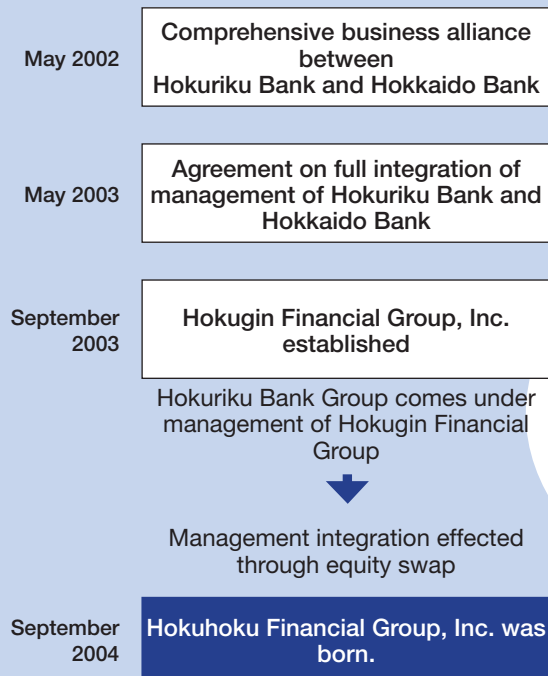 May 2002
Comprehensive business alliance
between
Hokuriku Bank and Hokkaido Bank
May 2003
Agreement on full integration of
management of Hokuriku Bank and
Hokkaido Bank
September
2003
Hokugin Financial Group, Inc.
established
Hokuriku Bank Group comes under
management of Hokugin Financial
Group
Management integration effected
through equity swap
September
2004
Hokuhoku Financial Group, Inc. was
born.